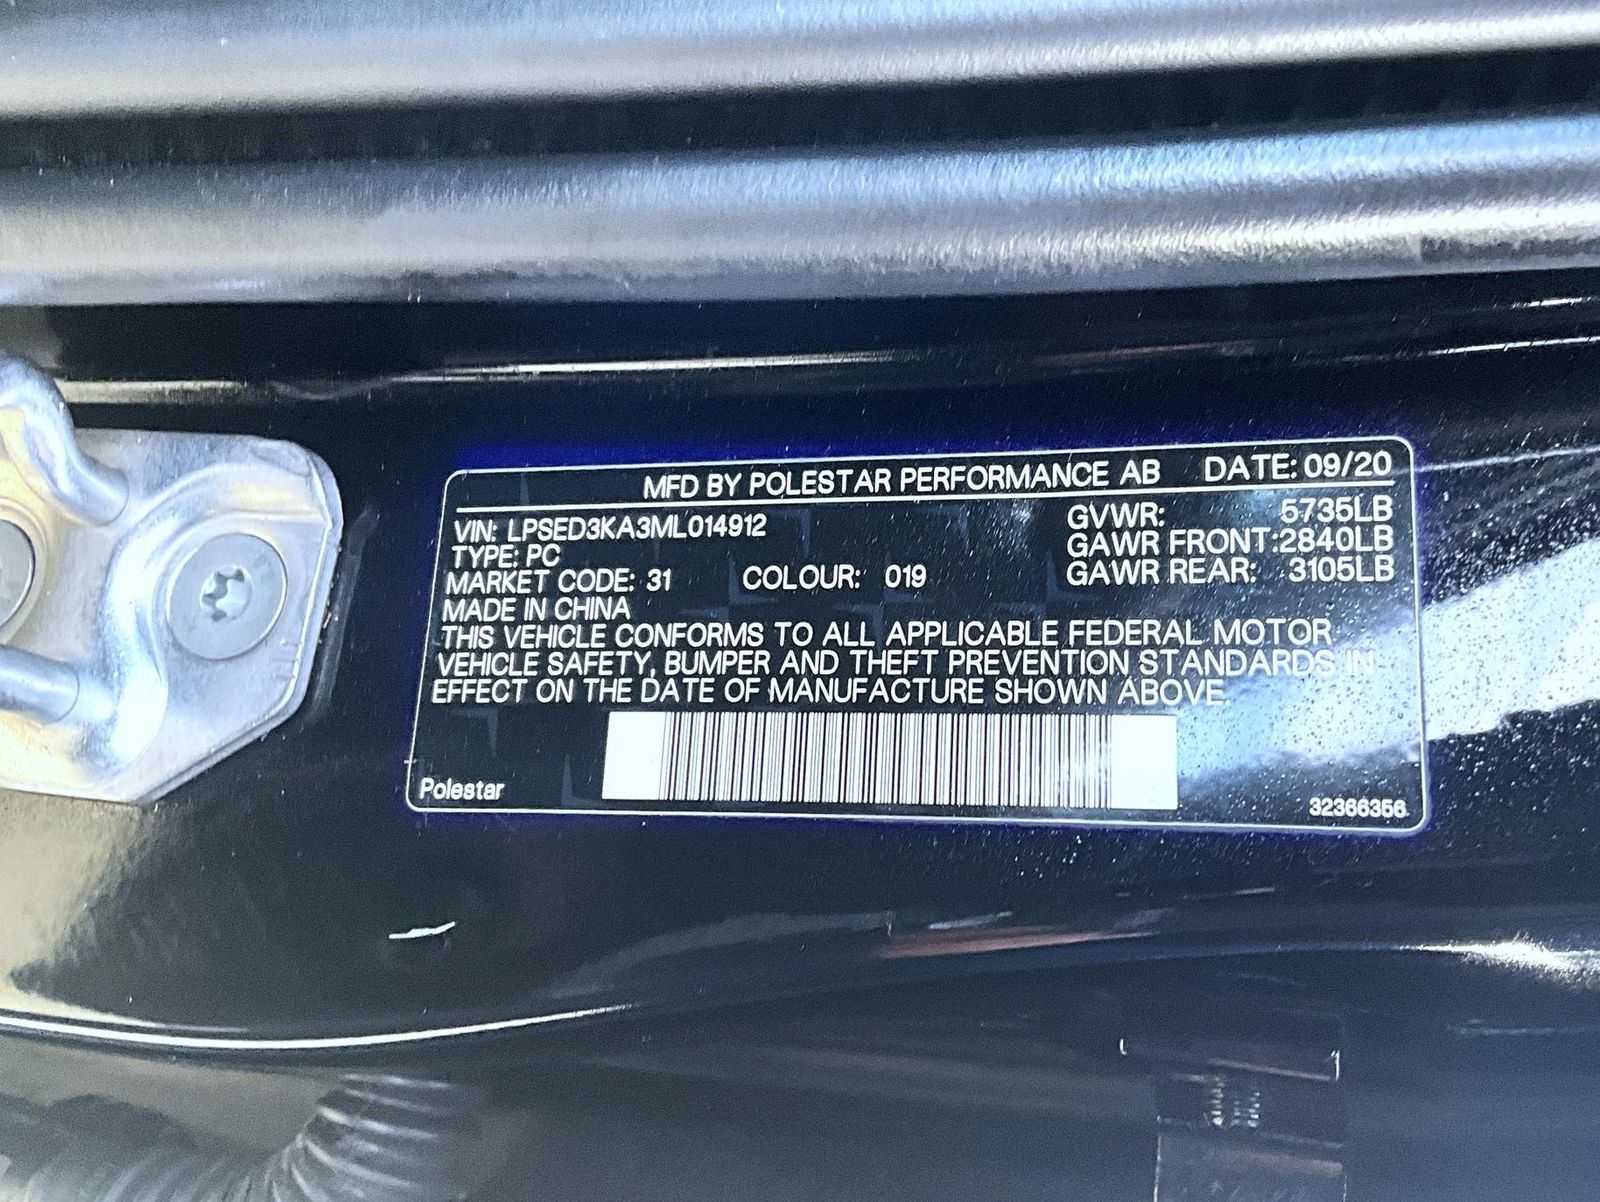 MFD BY POLESTAR PERFORMANCE AB DATE: 09/20
VIN: LPSED3KA3ML014912
TYPE: PC
MARKET CODE: 31 COLOUR: 019
MADE IN CHINA
GVWR: 5735LB
GAWR FRONT:2840LB
GAWR REAR: 3105LB
THIS VEHICLE CONFORMS TO ALL APPLICABLE FEDERAL MOTOR
VEHICLE SAFETY, BUMPER AND THEFT PREVENTION STANDARDS IN
EFFECT ON THE DATE OF MANUFACTURE SHOWN ABOVE.
Polestar
32366356